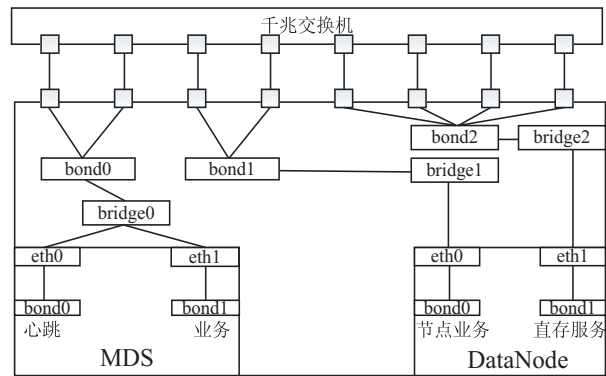 千兆交换机
bond2
bridge2
bond0
bond1
bridge1
bridge0
eth0
eth1
eth0
eth1
bond0
bond1
bond0
bond1
心跳
业务
节点业务
直存服务
MDS
DataNode